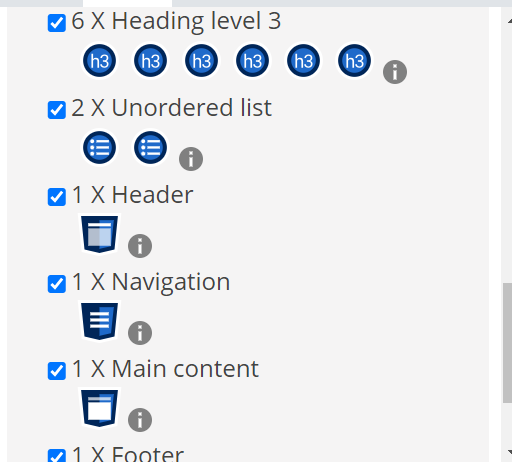 6 X Heading level 3
h3 h3 h3 h3 h3 h3 i
2 X Unordered list
i
1 X Header
i
1 X Navigation
i
1 X Main content
i
1 X Footer